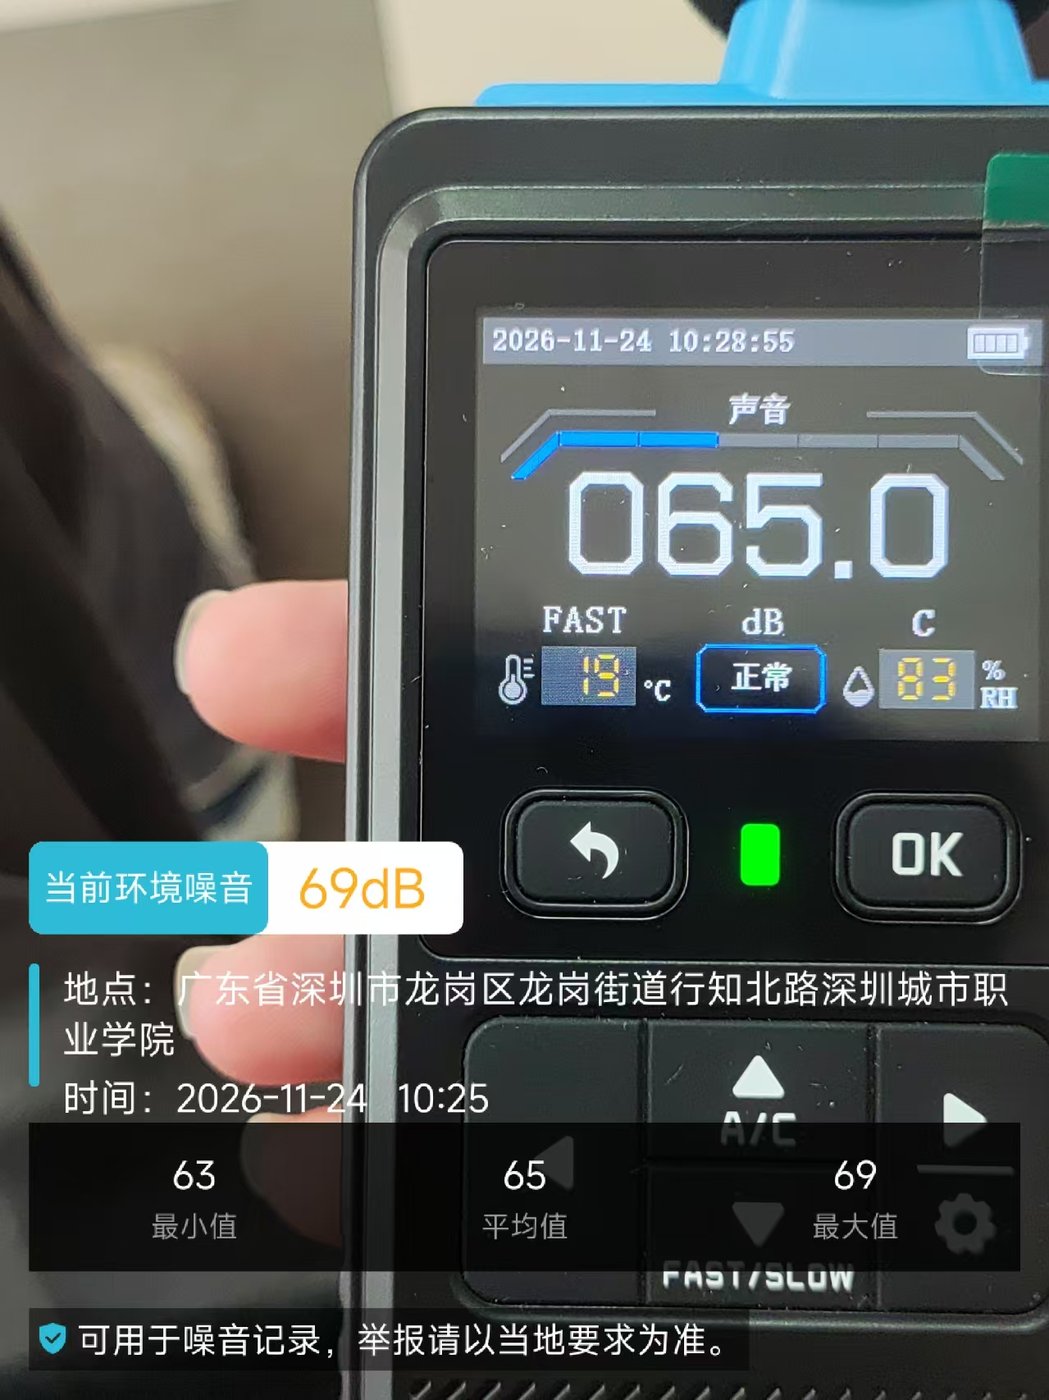 2026-11-24 10:28:55
声音
065.0
FAST dB C
19 °C 正常 83 % RH
OK
当前环境噪音 69dB
地点：广东省深圳市龙岗区龙岗街道行知北路深圳城市职
业学院
时间：2026-11-24 10:25
A/C
63 65 69
最小值 平均值 最大值
FAST/SLOW
可用于噪音记录，举报请以当地要求为准。